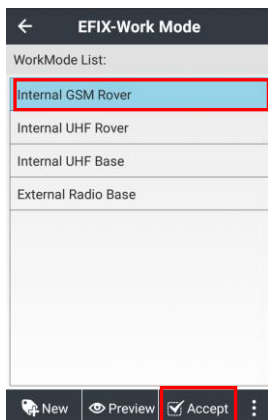 EFIX-Work Mode
WorkMode List:
Internal GSM Rover
Internal UHF Rover
Internal UHF Base
External Radio Base
New Preview Accept